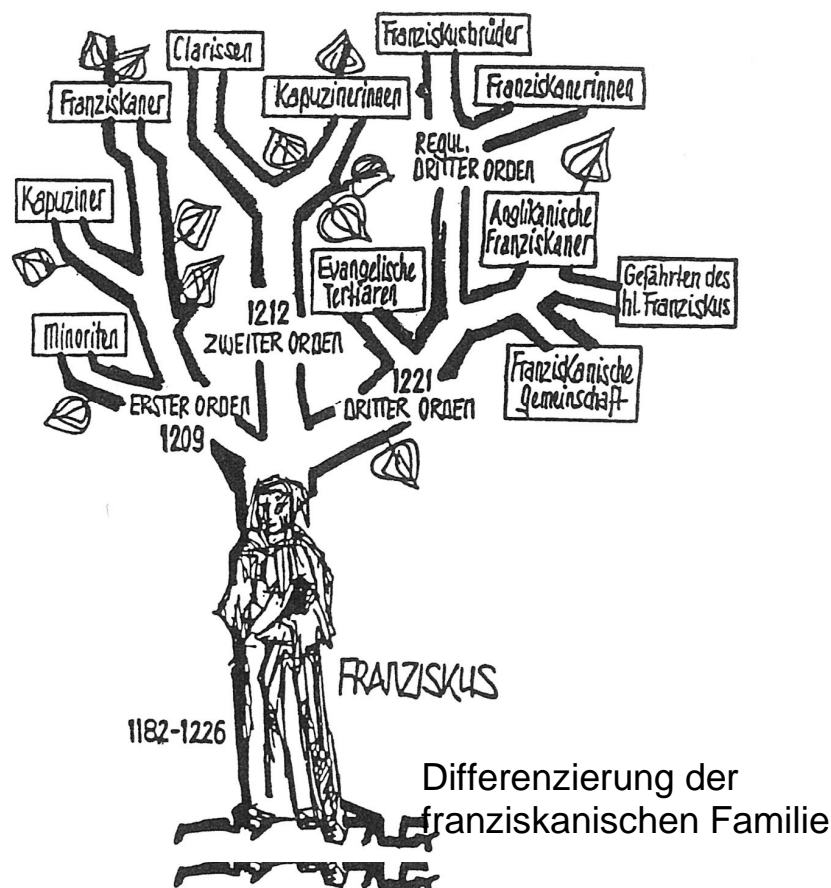 Clarissen
Franziskusbrüder
Franziskaner
Kapuzinerinnen
Franziskanerinnen
REGUL.
DRITTER ORDEN
Kapuziner
Anglikanische
Franziskaner
Evangelische
Tertiaren
Gefährten des
hl. Franziskus
1212
ZWEITER ORDEN
Minoriten
Franziskanische
Gemeinschaft
1221
DRITTER ORDEN
ERSTER ORDEN
1209
FRANZISKUS
1182-1226
Differenzierung der
franziskanischen Familie